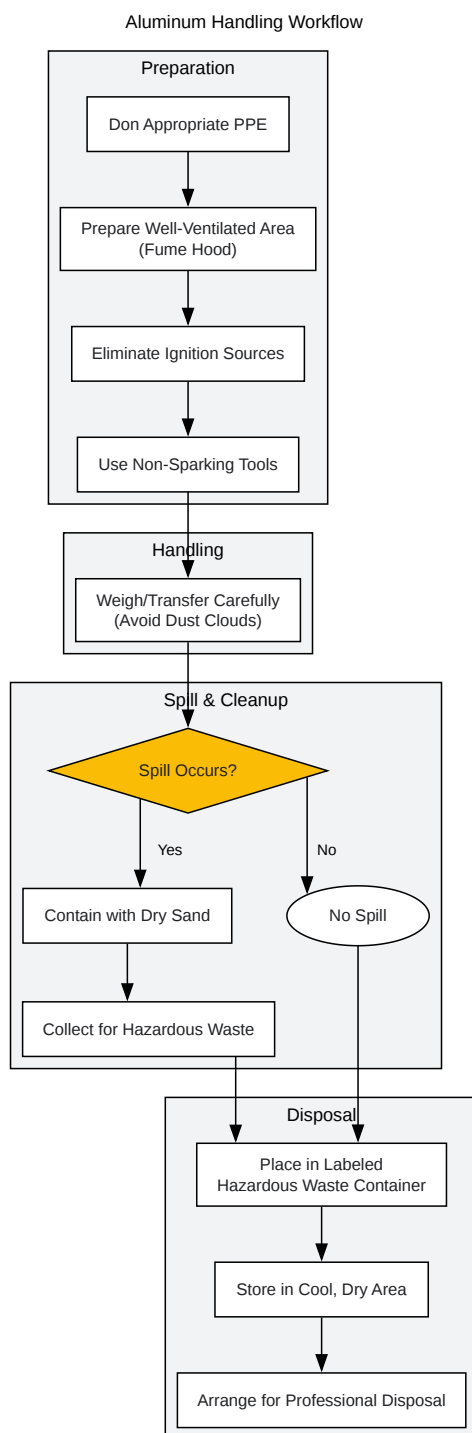 Aluminum Handling Workflow
Preparation
Don Appropriate PPE
Prepare Well-Ventilated Area
(Fume Hood)
Eliminate Ignition Sources
Use Non-Sparking Tools
Handling
Weigh/Transfer Carefully
(Avoid Dust Clouds)
Spill & Cleanup
Spill Occurs?
Yes
No
Contain with Dry Sand
No Spill
Collect for Hazardous Waste
Disposal
Place in Labeled
Hazardous Waste Container
Store in Cool, Dry Area
Arrange for Professional Disposal